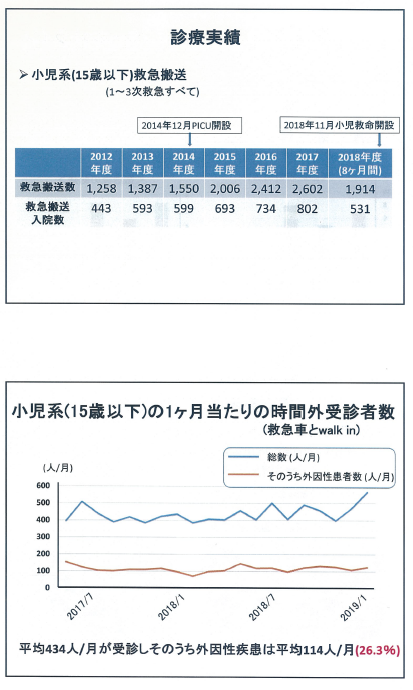 診療実績
➤小児系(15歳以下)救急搬送
(1～3次救急すべて)
2014年12月PICU開設 2018年11月小児救命開設
2012年度 2013年度 2014年度 2015年度 2016年度 2017年度 2018年度(8ヶ月間)
救急搬送数 1,258 1,387 1,550 2,006 2,412 2,602 1,914
救急搬送入院数 443 593 599 693 734 802 531
小児系(15歳以下)の1ヶ月当たりの時間外受診者数
(救急車とwalk in)
総数 (人/月)
そのうち外因性患者数 (人/月)
(人/月)
600
500
400
300
200
100
0
2017/7 2018/1 2018/7 2019/1
平均434人/月が受診しそのうち外因性疾患は平均114人/月(26.3%)